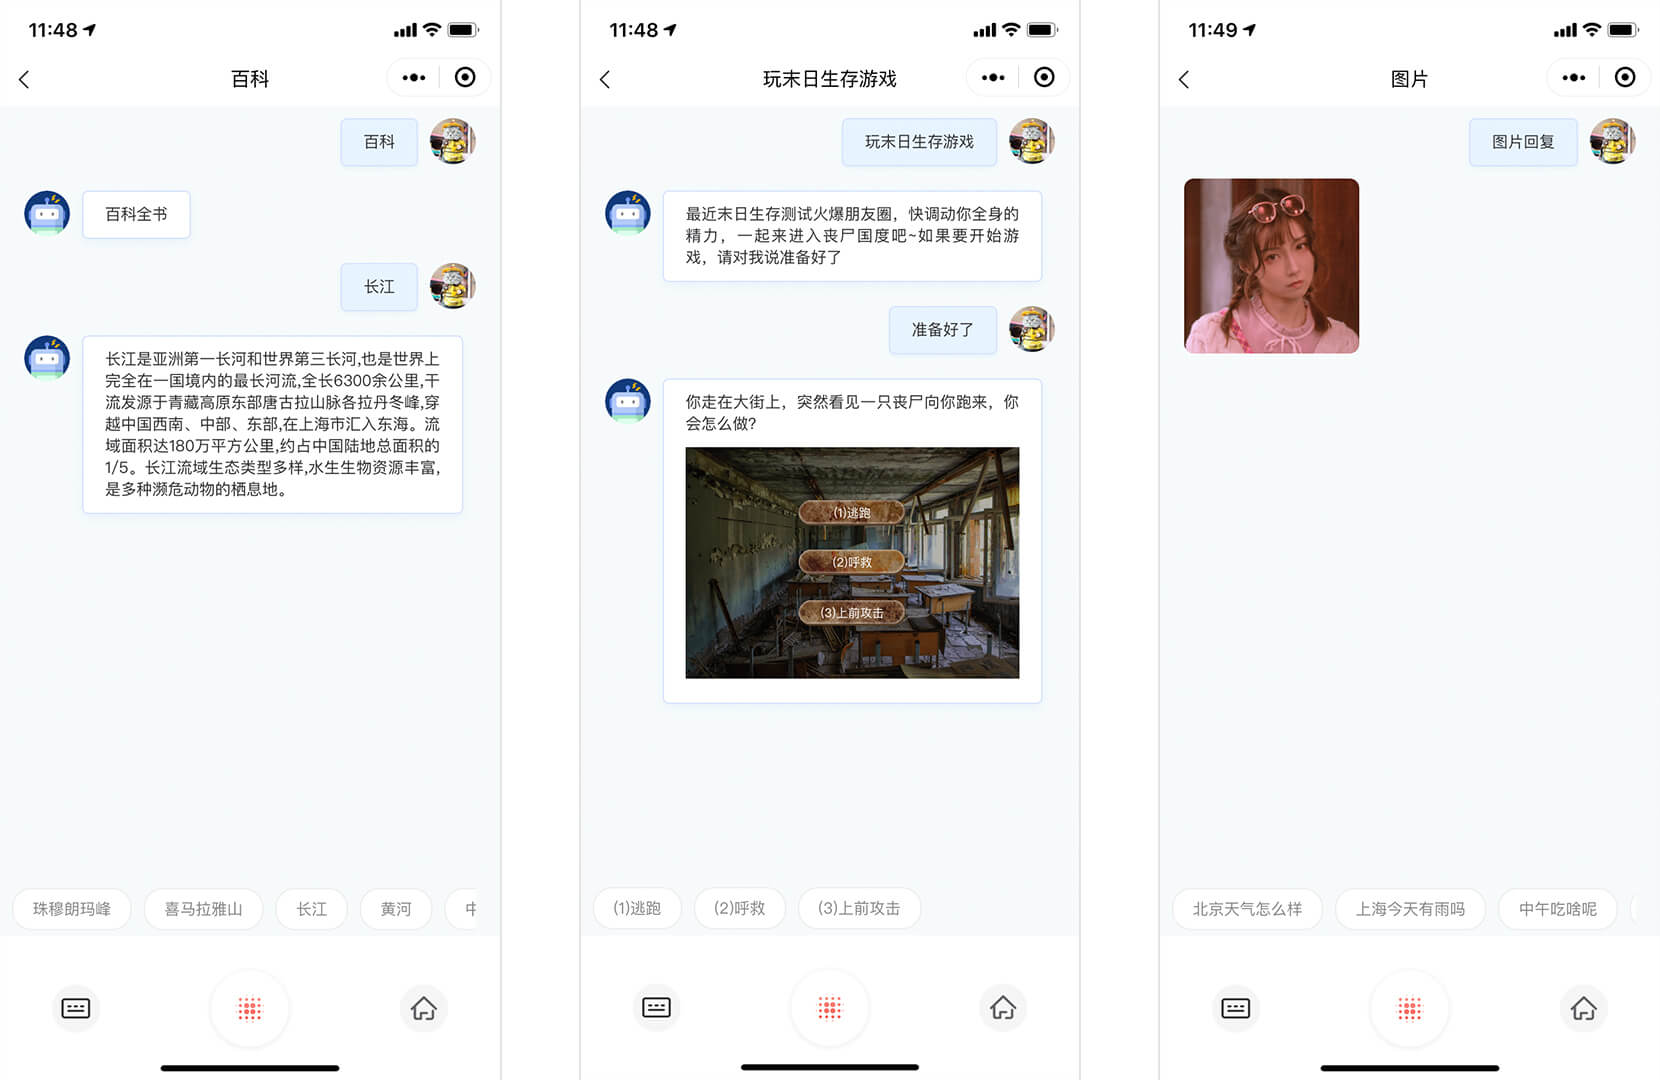 11:48
百科
百科
百科全书
长江
长江是亚洲第一长河和世界第三长河,也是世界上
完全在一国境内的最长河流,全长6300余公里,干
流发源于青藏高原东部唐古拉山脉各拉丹冬峰,穿
越中国西南、中部、东部,在上海市汇入东海。流
域面积达180万平方公里,约占中国陆地总面积的
1/5。长江流域生态类型多样,水生生物资源丰富,
是多种濒危动物的栖息地。
珠穆朗玛峰
喜马拉雅山
长江
黄河
11:48
玩末日生存游戏
玩末日生存游戏
最近末日生存测试火爆朋友圈，快调动你全身的
精力，一起来进入丧尸国度吧~如果要开始游
戏，请对我说准备好了
准备好了
你走在大街上，突然看见一只丧尸向你跑来，你
会怎么做?
(1)逃跑
(2)呼救
(3)上前攻击
(1)逃跑
(2)呼救
(3)上前攻击
11:49
图片
图片回复
北京天气怎么样
上海今天有雨吗
中午吃啥呢